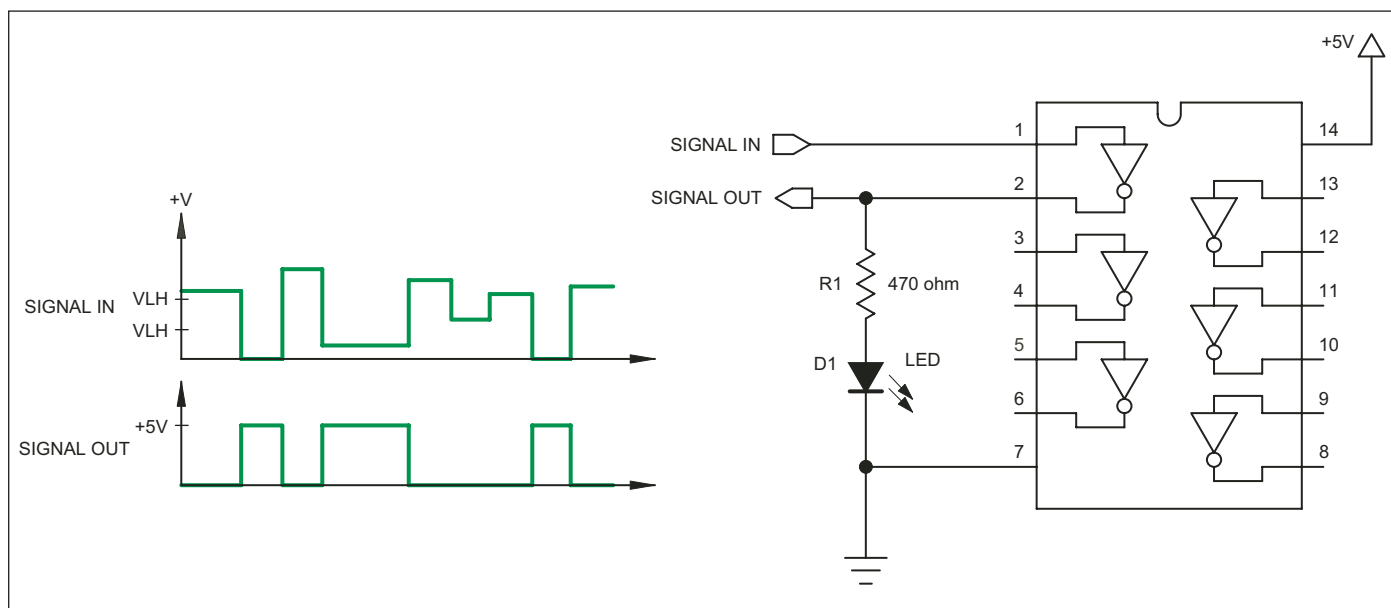 +V
VLH
SIGNAL IN
VLH
+5V
SIGNAL OUT
+5V
SIGNAL IN
SIGNAL OUT
1
2
3
4
5
6
7
14
13
12
11
10
9
8
R1
470 ohm
D1
LED